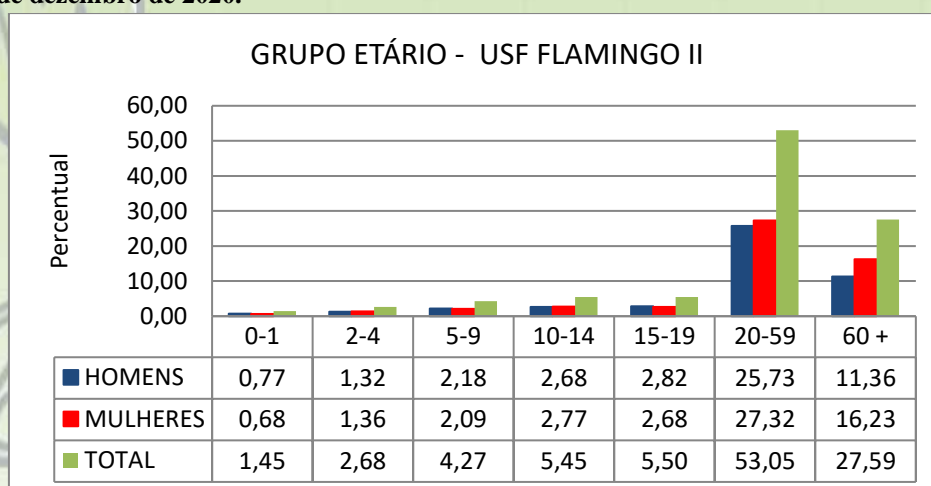 de dezembro de 2020.
GRUPO ETÁRIO - USF FLAMINGO II
Percentual
60,00
50,00
40,00
30,00
20,00
10,00
0,00
0-1 2-4 5-9 10-14 15-19 20-59 60 +
HOMENS 0,77 1,32 2,18 2,68 2,82 25,73 11,36
MULHERES 0,68 1,36 2,09 2,77 2,68 27,32 16,23
TOTAL 1,45 2,68 4,27 5,45 5,50 53,05 27,59